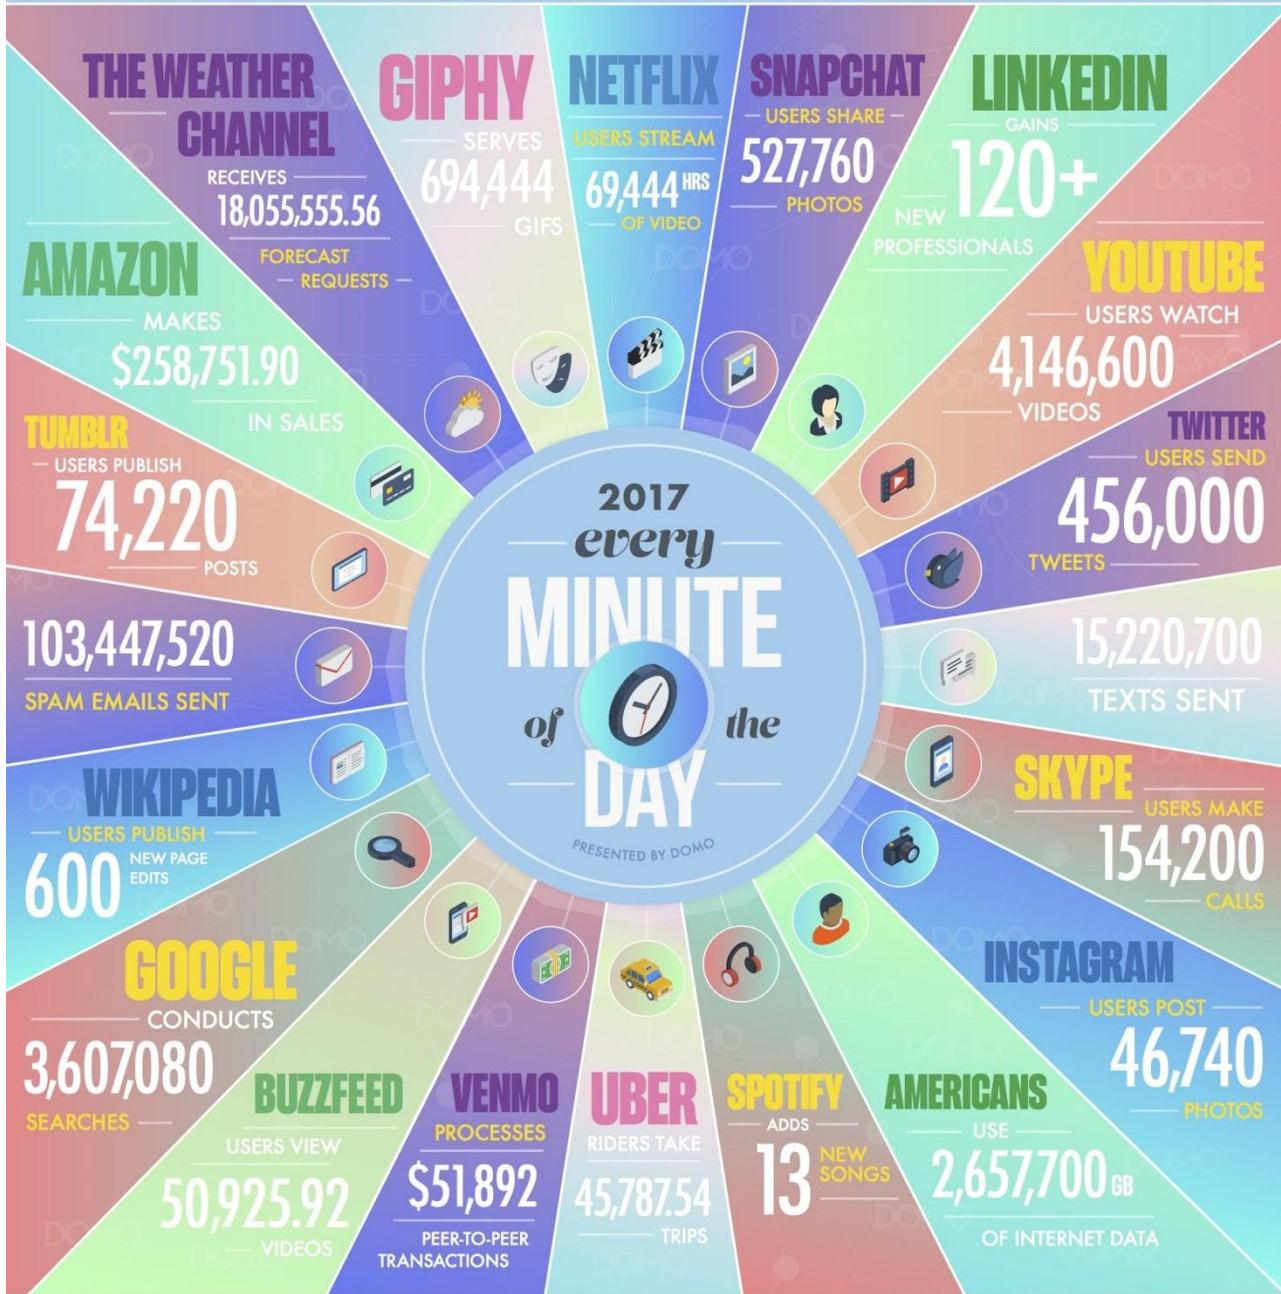 THE WEATHER
CHANNEL
RECEIVES
18,055,555.56
FORECAST
REQUESTS
GIPHY
SERVES
694,444
GIFS
NETFLIX
USERS STREAM
69,444 HRS
OF VIDEO
SNAPCHAT
USERS SHARE
527,760
PHOTOS
LINKEDIN
GAINS
120+
NEW
PROFESSIONALS
YOUTUBE
USERS WATCH
4,146,600
VIDEOS
TWITTER
USERS SEND
456,000
TWEETS
15,220,700
TEXTS SENT
SKYPE
USERS MAKE
154,200
CALLS
INSTAGRAM
USERS POST
46,740
PHOTOS
AMERICANS
USE
2,657,700 GB
OF INTERNET DATA
SPOTIFY
ADDS
13 NEW
SONGS
UBER
RIDERS TAKE
45,787.54
TRIPS
VENMO
PROCESSES
$51,892
PEER-TO-PEER
TRANSACTIONS
BUZZFEED
USERS VIEW
50,925.92
VIDEOS
GOOGLE
CONDUCTS
3,607,080
SEARCHES
WIKIPEDIA
USERS PUBLISH
600 NEW PAGE
EDITS
103,447,520
SPAM EMAILS SENT
TUMBLR
USERS PUBLISH
74,220
POSTS
AMAZON
MAKES
$258,751.90
IN SALES
2017
every
MINUTE
of the
DAY
PRESENTED BY DOMO
DOMO